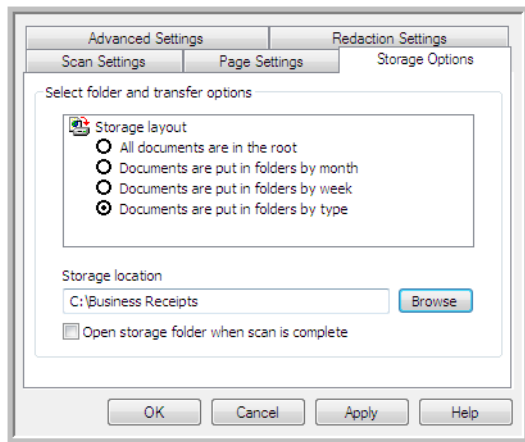 Advanced Settings Redaction Settings
Scan Settings Page Settings Storage Options
Select folder and transfer options
Storage layout
All documents are in the root
Documents are put in folders by month
Documents are put in folders by week
Documents are put in folders by type
Storage location
C:\Business Receipts Browse
Open storage folder when scan is complete
OK Cancel Apply Help